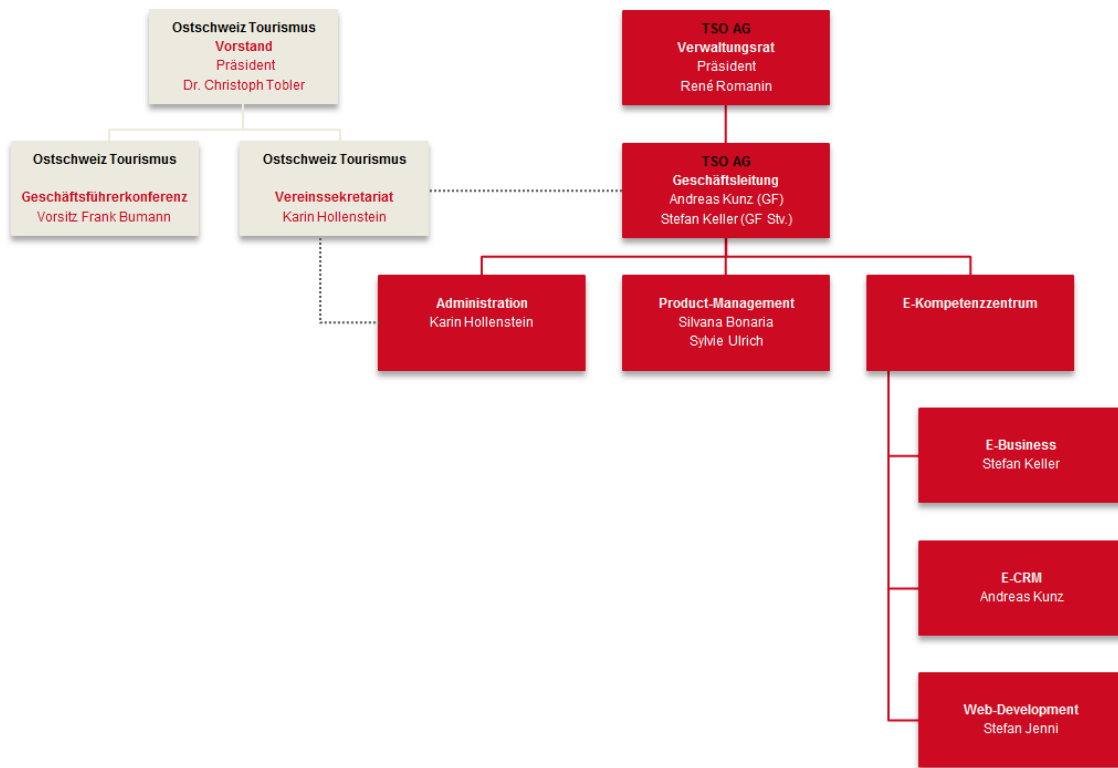 Ostschweiz Tourismus
Vorstand
Präsident
Dr. Christoph Tobler
TSO AG
Verwaltungsrat
Präsident
René Romanin
Ostschweiz Tourismus
Geschäftsführerkonferenz
Vorsitz Frank Bumann
Ostschweiz Tourismus
Vereinssekretariat
Karin Hollenstein
TSO AG
Geschäftsleitung
Andreas Kunz (GF)
Stefan Keller (GF Stv.)
Administration
Karin Hollenstein
Product-Management
Silvana Bonaria
Sylvie Ulrich
E-Kompetenzzentrum
E-Business
Stefan Keller
E-CRM
Andreas Kunz
Web-Development
Stefan Jenni